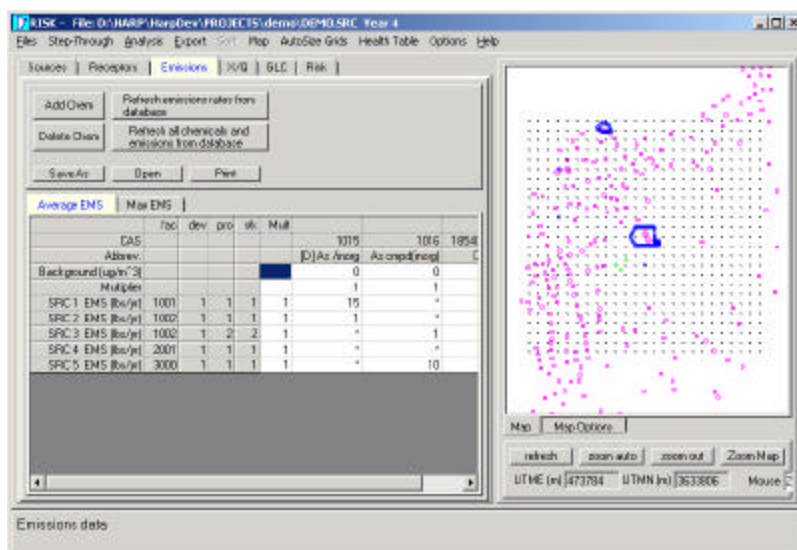 RISK - File: D:\HARP\HarpDev\PROJECTS\demo\DEMO.SRC Year 4
Files Step-Through Analysis Export Sort Map AutoSize Grids Health Table Options Help
Sources Receptors Emissions X/Q GLC Risk
Add Chem Refresh emissions rates from database
Delete Chem Refresh all chemicals and emissions from database
Save As Open Print
Average EMS Max EMS
fac dev pro stk Mult
CAS 1015 1016
Abbrev. [D] As /inorg As cmpd(inorg)
Background (ug/m^3) 0 0
Multiplier 1 1
SRC 1 EMS (lbs/yr) 1001 1 1 1 1 15 *
SRC 2 EMS (lbs/yr) 1002 1 1 1 1 1 *
SRC 3 EMS (lbs/yr) 1002 1 2 2 1 * 1
SRC 4 EMS (lbs/yr) 2001 1 1 1 1 * *
SRC 5 EMS (lbs/yr) 3000 1 1 1 1 * 10
Map Map Options
refresh zoom auto zoom out Zoom Map
UTME (m) 473784 UTMN (m) 3633806 Mouse
Emissions data